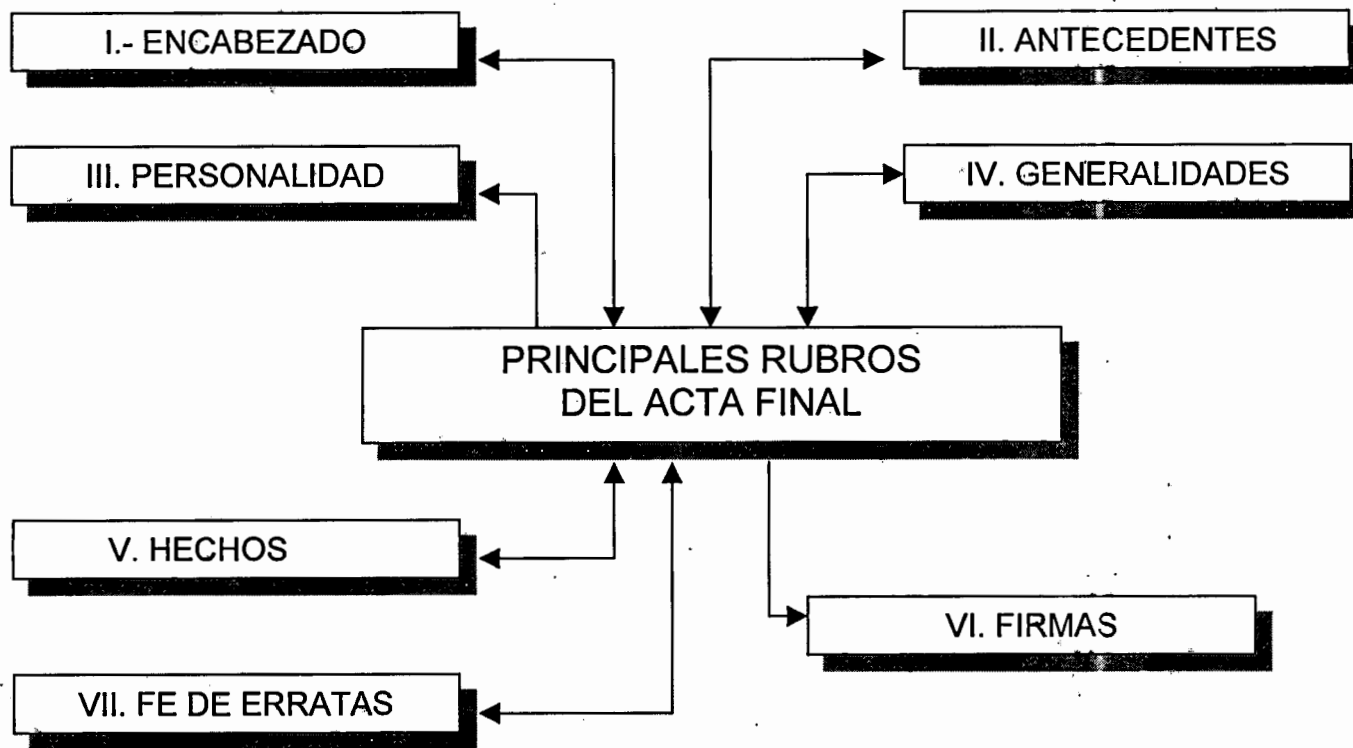 I.- ENCABEZADO
II. ANTECEDENTES
III. PERSONALIDAD
IV. GENERALIDADES
PRINCIPALES RUBROS
DEL ACTA FINAL
V. HECHOS
VI. FIRMAS
VII. FE DE ERRATAS